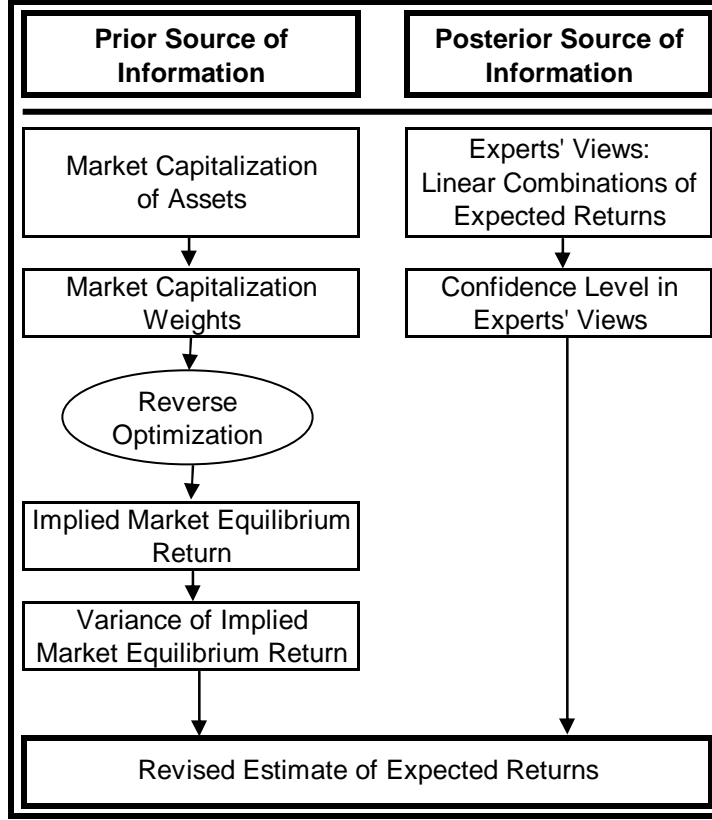 Prior Source of
Information
Posterior Source of
Information
Market Capitalization
of Assets
Experts' Views:
Linear Combinations of
Expected Returns
Market Capitalization
Weights
Confidence Level in
Experts' Views
Reverse
Optimization
Implied Market Equilibrium
Return
Variance of Implied
Market Equilibrium Return
Revised Estimate of Expected Returns